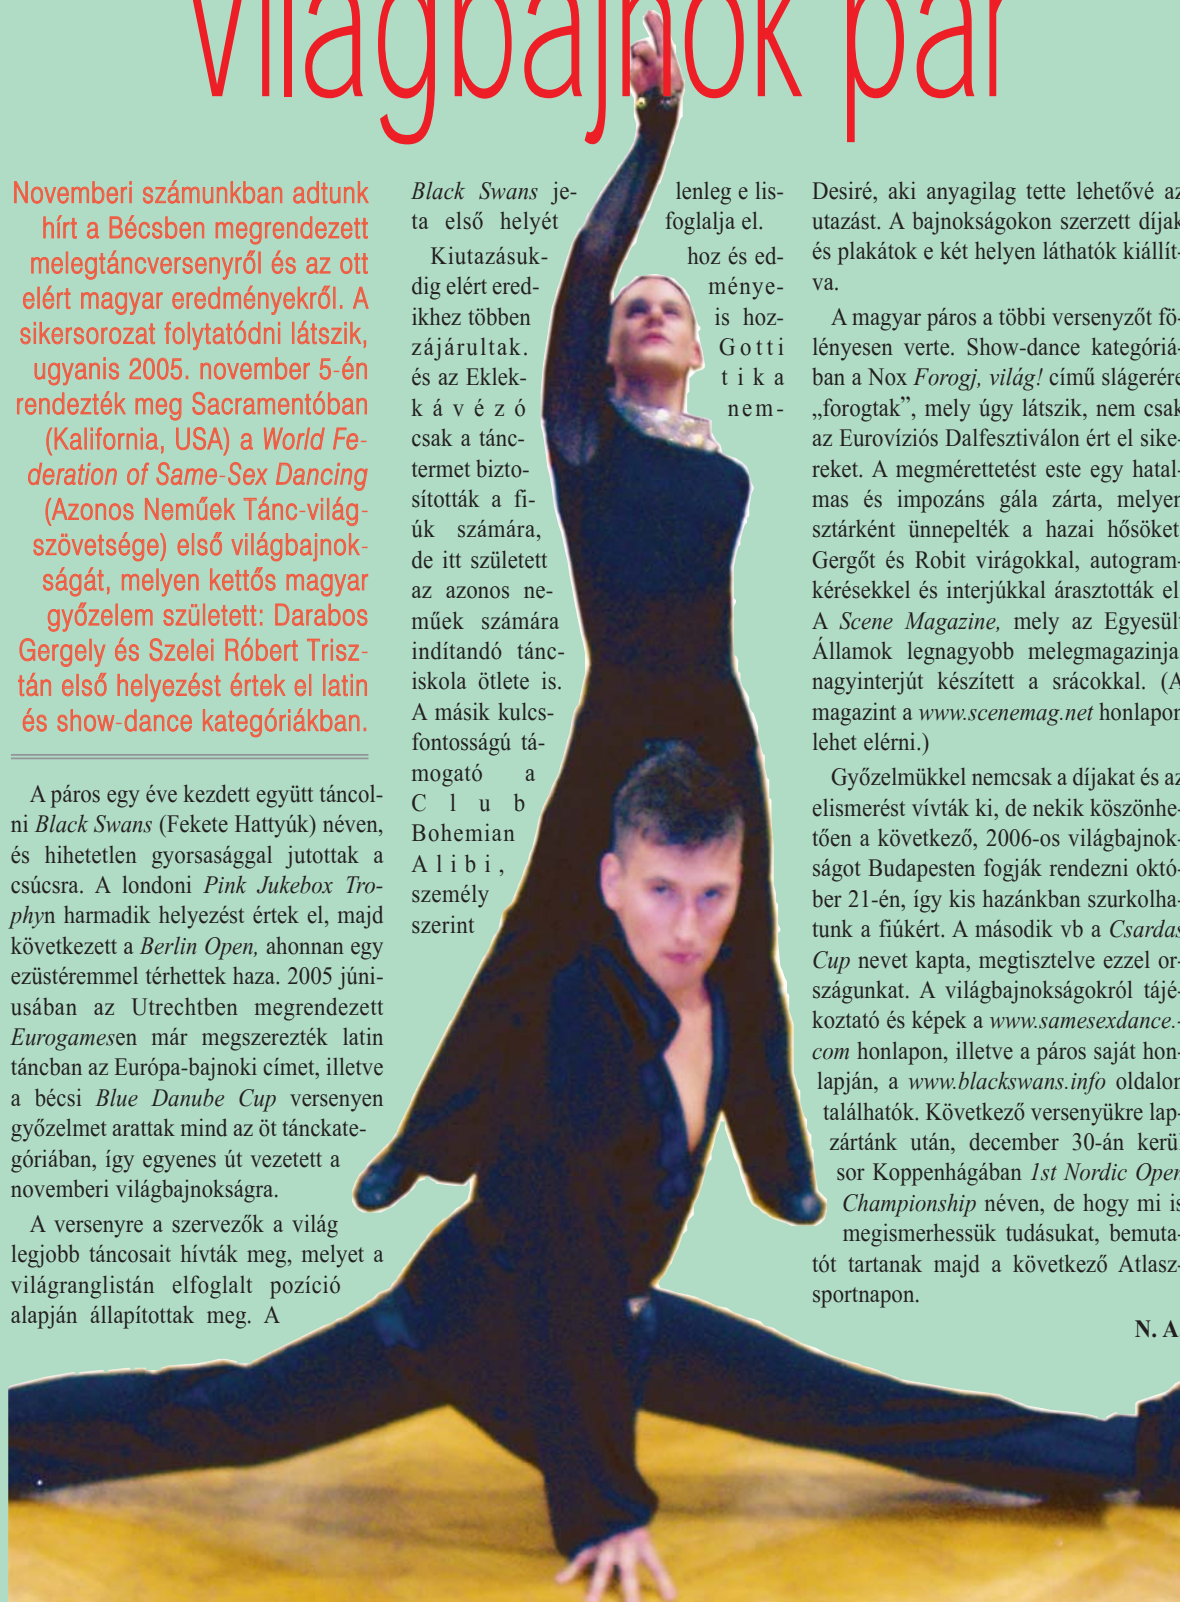 Világbajnok pár
Novemberi számunkban adtunk
hírt a Bécsben megrendezett
melegtáncversenyről és az ott
elért magyar eredményekről. A
sikersorozat folytatódni látszik,
ugyanis 2005. november 5-én
rendezték meg Sacramentóban
(Kalifornia, USA) a World Fe-
deration of Same-Sex Dancing
(Azonos Neműek Tánc-világ-
szövetsége) első világbajnok-
ságát, melyen kettős magyar
győzelem született: Darabos
Gergely és Szelei Róbert Trisz-
tán első helyezést értek el latin
és show-dance kategóriákban.
A páros egy éve kezdett együtt táncol-
ni Black Swans (Fekete Hattyúk) néven,
és hihetetlen gyorsasággal jutottak a
csúcsra. A londoni Pink Jukebox Tro-
phyn harmadik helyezést értek el, majd
következett a Berlin Open, ahonnan egy
ezüstéremmel térhettek haza. 2005 júni-
usában az Utrechtben megrendezett
Eurogamesen már megszerezték latin
táncban az Európa-bajnoki címet, illetve
a bécsi Blue Danube Cup versenyen
győzelmet arattak mind az öt tánckate-
góriában, így egyenes út vezetett a
novemberi világbajnokságra.
A versenyre a szervezők a világ
legjobb táncosait hívták meg, melyet a
világranglistán elfoglalt pozíció
alapján állapítottak meg. A
Black Swans je- lenleg e lis-
ta első helyét foglalja el.
Kiutazásuk- hoz és ed-
dig elért ered- ménye-
ikhez többen is hoz-
zájárultak. Gotti
és az Eklek- tika
kávézó nem-
csak a tánc-
termet bizto-
sították a fi-
úk számára,
de itt született
az azonos ne-
műek számára
indítandó tánc-
iskola ötlete is.
A másik kulcs-
fontosságú tá-
mogató a
Club
Bohemian
Alibi,
személy
szerint
Desiré, aki anyagilag tette lehetővé az
utazást. A bajnokságokon szerzett díjak
és plakátok e két helyen láthatók kiállít-
va.
A magyar páros a többi versenyzőt fö-
lényesen verte. Show-dance kategóriá-
ban a Nox Forogj, világ! című slágerére
„forogtak”, mely úgy látszik, nem csak
az Eurovíziós Dalfesztiválon ért el sike-
reket. A megmérettetést este egy hatal-
mas és impozáns gála zárta, melyen
sztárként ünnepelték a hazai hősöket.
Gergőt és Robit virágokkal, autogram-
kérésekkel és interjúkkal árasztották el.
A Scene Magazine, mely az Egyesült
Államok legnagyobb melegmagazinja,
nagyinterjút készített a srácokkal. (A
magazint a www.scenemag.net honlapon
lehet elérni.)
Győzelmükkel nemcsak a díjakat és az
elismerést vívták ki, de nekik köszönhe-
tően a következő, 2006-os világbajnok-
ságot Budapesten fogják rendezni októ-
ber 21-én, így kis hazánkban szurkolha-
tunk a fiúkért. A második vb a Csardas
Cup nevet kapta, megtisztelve ezzel or-
szágunkat. A világbajnokságokról tájé-
koztató és képek a www.samesexdance.-
com honlapon, illetve a páros saját hon-
lapján, a www.blackswans.info oldalon
találhatók. Következő versenyükre lap-
zártánk után, december 30-án kerül
sor Koppenhágában 1st Nordic Open
Championship néven, de hogy mi is
megismerhessük tudásukat, bemuta-
tót tartanak majd a következő Atlasz-
sportnapon.
N. A